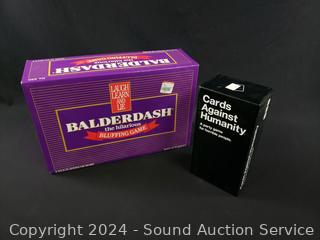 LAUGH
LEARN
AND
LIE
BALDERDASH
the hilarious
BLUFFING GAME
BALDERDASH
Cards
Against
Humanity
A party game
for horrible people.
Copyright 2024 - Sound Auction Service